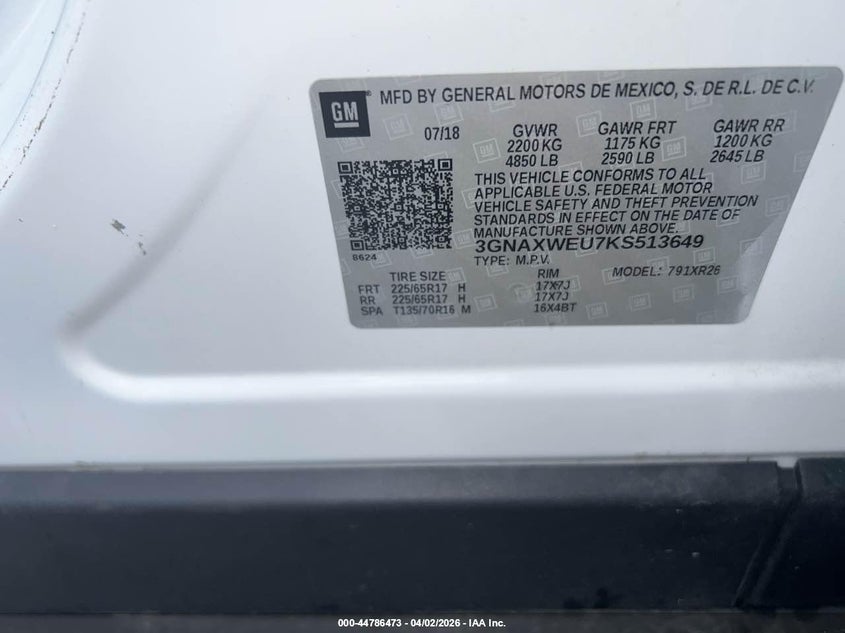 GM ® MFD BY GENERAL MOTORS DE MEXICO, S. DE R.L. DE C.V.
07/18 GVWR GAWR FRT GAWR RR
2200 KG 1175 KG 1200 KG
4850 LB 2590 LB 2645 LB
THIS VEHICLE CONFORMS TO ALL
APPLICABLE U.S. FEDERAL MOTOR
VEHICLE SAFETY AND THEFT PREVENTION
STANDARDS IN EFFECT ON THE DATE OF
MANUFACTURE SHOWN ABOVE.
3GNAXWEU7KS513649
8624 TYPE: M.P.V. MODEL: 791XR26
TIRE SIZE RIM
FRT 225/65R17 H 17X7J
RR 225/65R17 H 17X7J
SPA T135/70R16 M 16X4BT
000-44786473 - 04/02/2026 - IAA Inc.